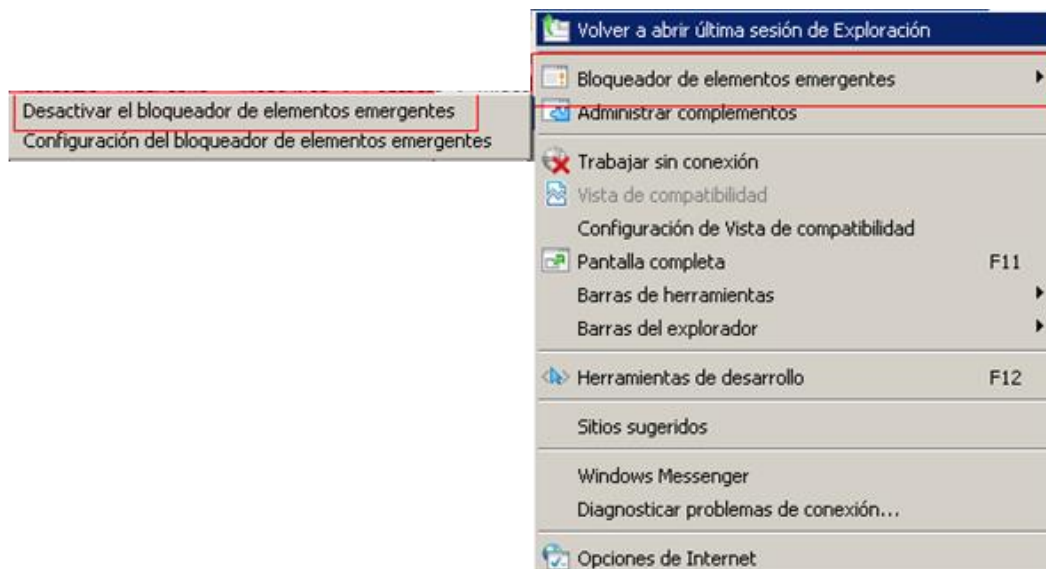 Volver a abrir última sesión de Exploración
Bloqueador de elementos emergentes
Desactivar el bloqueador de elementos emergentes
Configuración del bloqueador de elementos emergentes
Administrar complementos
Trabajar sin conexión
Vista de compatibilidad
Configuración de Vista de compatibilidad
Pantalla completa F11
Barras de herramientas
Barras del explorador
Herramientas de desarrollo F12
Sitios sugeridos
Windows Messenger
Diagnosticar problemas de conexión...
Opciones de Internet